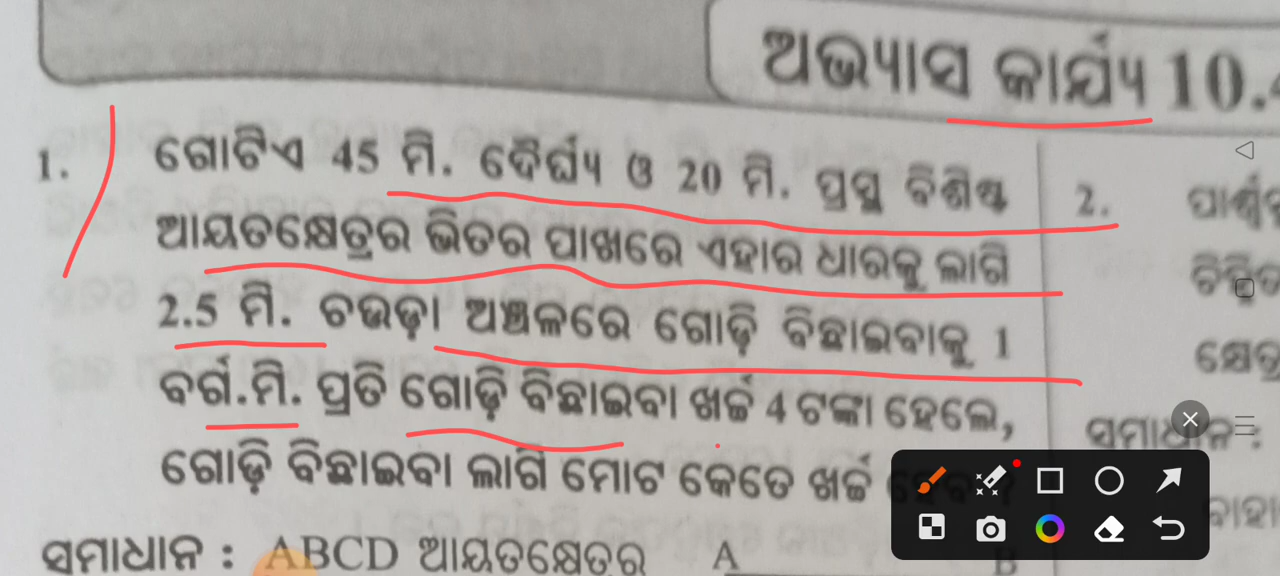 ଅଭ୍ୟାସ କାର୍ଯ୍ୟ 10.
1. ଗୋଟିଏ 45 ମି. ଦୈର୍ଘ୍ୟ ଓ 20 ମି. ପ୍ରସ୍ଥ ବିଶିଷ୍ଟ
ଆୟତକ୍ଷେତ୍ରର ଭିତର ପାଖରେ ଏହାର ଧାରକୁ ଲାଗି
2.5 ମି. ଚଉଡ଼ା ଅଞ୍ଚଳରେ ଗୋଡ଼ି ବିଛାଇବାକୁ 1
ବର୍ଗ.ମି. ପ୍ରତି ଗୋଡ଼ି ବିଛାଇବା ଖର୍ଚ୍ଚ 4 ଟଙ୍କା ହେଲେ,
ଗୋଡ଼ି ବିଛାଇବା ଲାଗି ମୋଟ କେତେ ଖର୍ଚ୍ଚ
ସମାଧାନ : ABCD ଆୟତକ୍ଷେତ୍ରର A B
2.